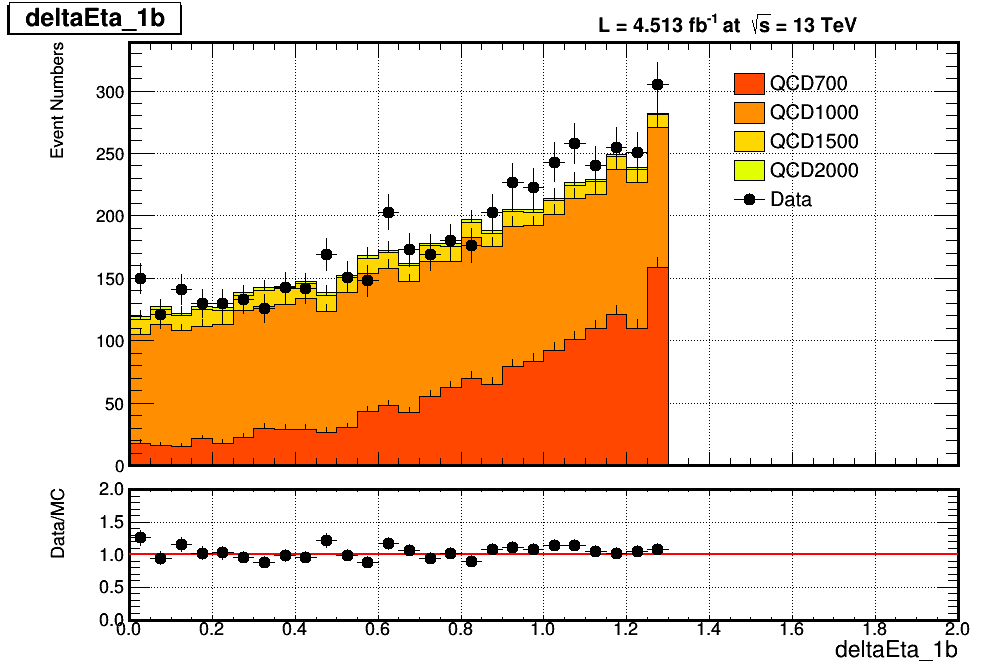 deltaEta_1b
L = 4.513 fb⁻¹ at √s = 13 TeV
Event Numbers
300
250
200
150
100
50
0
QCD700
QCD1000
QCD1500
QCD2000
Data
Data/MC
2.0
1.5
1.0
0.5
0.0
0.0 0.2 0.4 0.6 0.8 1.0 1.2 1.4 1.6 1.8 2.0
deltaEta_1b